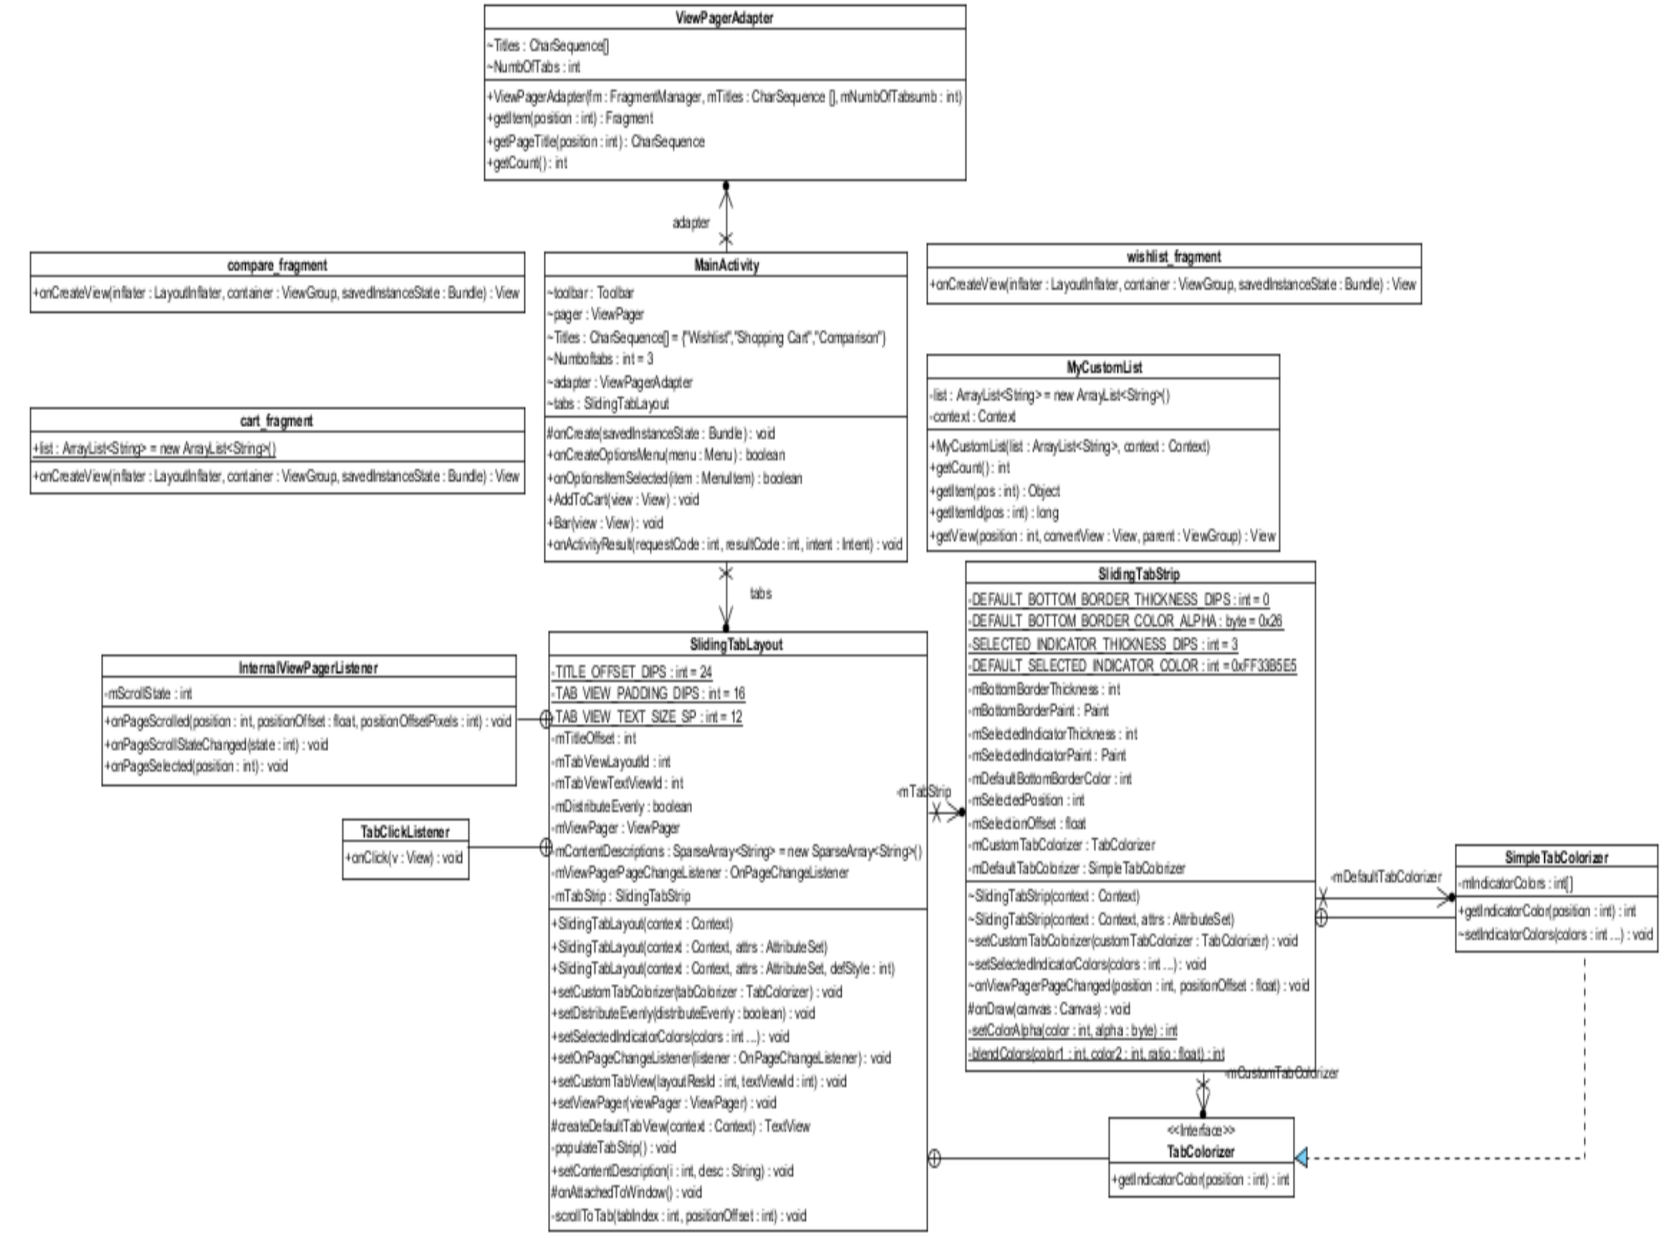 ViewPagerAdapter
~Titles : CharSequence[]
~NumbOfTabs : int
+ViewPagerAdapter(fm : FragmentManager, mTitles : CharSequence [], mNumbOfTabsumb : int)
+getItem(position : int) : Fragment
+getPageTitle(position : int) : CharSequence
+getCount() : int
adapter
compare_fragment
+onCreateView(inflater : LayoutInflater, container : ViewGroup, savedInstanceState : Bundle) : View
cart_fragment
+list : ArrayList<String> = new ArrayList<String>()
+onCreateView(inflater : LayoutInflater, container : ViewGroup, savedInstanceState : Bundle) : View
MainActivity
~toolbar : Toolbar
~pager : ViewPager
~Titles : CharSequence[] = {"Wishlist","Shopping Cart","Comparison"}
~Numboftabs : int = 3
~adapter : ViewPagerAdapter
~tabs : SlidingTabLayout
#onCreate(savedInstanceState : Bundle) : void
+onCreateOptionsMenu(menu : Menu) : boolean
+onOptionsItemSelected(item : MenuItem) : boolean
+AddToCart(view : View) : void
+Bar(view : View) : void
+onActivityResult(requestCode : int, resultCode : int, intent : Intent) : void
wishlist_fragment
+onCreateView(inflater : LayoutInflater, container : ViewGroup, savedInstanceState : Bundle) : View
MyCustomList
-list : ArrayList<String> = new ArrayList<String>()
-context : Context
+MyCustomList(list : ArrayList<String>, context : Context)
+getCount() : int
+getItem(pos : int) : Object
+getItemId(pos : int) : long
+getView(position : int, convertView : View, parent : ViewGroup) : View
tabs
InternalViewPagerListener
-mScrollState : int
+onPageScrolled(position : int, positionOffset : float, positionOffsetPixels : int) : void
+onPageScrollStateChanged(state : int) : void
+onPageSelected(position : int) : void
TabClickListener
+onClick(v : View) : void
SlidingTabLayout
-TITLE_OFFSET_DIPS : int = 24
-TAB_VIEW_PADDING_DIPS : int = 16
-TAB_VIEW_TEXT_SIZE_SP : int = 12
-mTitleOffset : int
-mTabViewLayoutId : int
-mTabViewTextViewId : int
-mDistributeEvenly : boolean
-mViewPager : ViewPager
-mContentDescriptions : SparseArray<String> = new SparseArray<String>()
-mViewPagerPageChangeListener : OnPageChangeListener
-mTabStrip : SlidingTabStrip
+SlidingTabLayout(context : Context)
+SlidingTabLayout(context : Context, attrs : AttributeSet)
+SlidingTabLayout(context : Context, attrs : AttributeSet, defStyle : int)
+setCustomTabColorizer(tabColorizer : TabColorizer) : void
+setDistributeEvenly(distributeEvenly : boolean) : void
+setSelectedIndicatorColors(colors : int ...) : void
+setOnPageChangeListener(listener : OnPageChangeListener) : void
+setCustomTabView(layoutResId : int, textViewId : int) : void
+setViewPager(viewPager : ViewPager) : void
#createDefaultTabView(context : Context) : TextView
-populateTabStrip() : void
+setContentDescription(i : int, desc : String) : void
#onAttachedToWindow() : void
-scrollToTab(tabIndex : int, positionOffset : int) : void
-mTabStrip
SlidingTabStrip
-DEFAULT_BOTTOM_BORDER_THICKNESS_DIPS : int = 0
-DEFAULT_BOTTOM_BORDER_COLOR_ALPHA : byte = 0x26
-SELECTED_INDICATOR_THICKNESS_DIPS : int = 3
-DEFAULT_SELECTED_INDICATOR_COLOR : int = 0xFF33B5E5
-mBottomBorderThickness : int
-mBottomBorderPaint : Paint
-mSelectedIndicatorThickness : int
-mSelectedIndicatorPaint : Paint
-mDefaultBottomBorderColor : int
-mSelectedPosition : int
-mSelectionOffset : float
-mCustomTabColorizer : TabColorizer
-mDefaultTabColorizer : SimpleTabColorizer
~SlidingTabStrip(context : Context)
~SlidingTabStrip(context : Context, attrs : AttributeSet)
~setCustomTabColorizer(customTabColorizer : TabColorizer) : void
~setSelectedIndicatorColors(colors : int ...) : void
~onViewPagerPageChanged(position : int, positionOffset : float) : void
#onDraw(canvas : Canvas) : void
-setColorAlpha(color : int, alpha : byte) : int
-blendColors(color1 : int, color2 : int, ratio : float) : int
-mDefaultTabColorizer
SimpleTabColorizer
-mIndicatorColors : int[]
+getIndicatorColor(position : int) : int
~setIndicatorColors(colors : int ...) : void
-mCustomTabColorizer
<<Interface>>
TabColorizer
+getIndicatorColor(position : int) : int